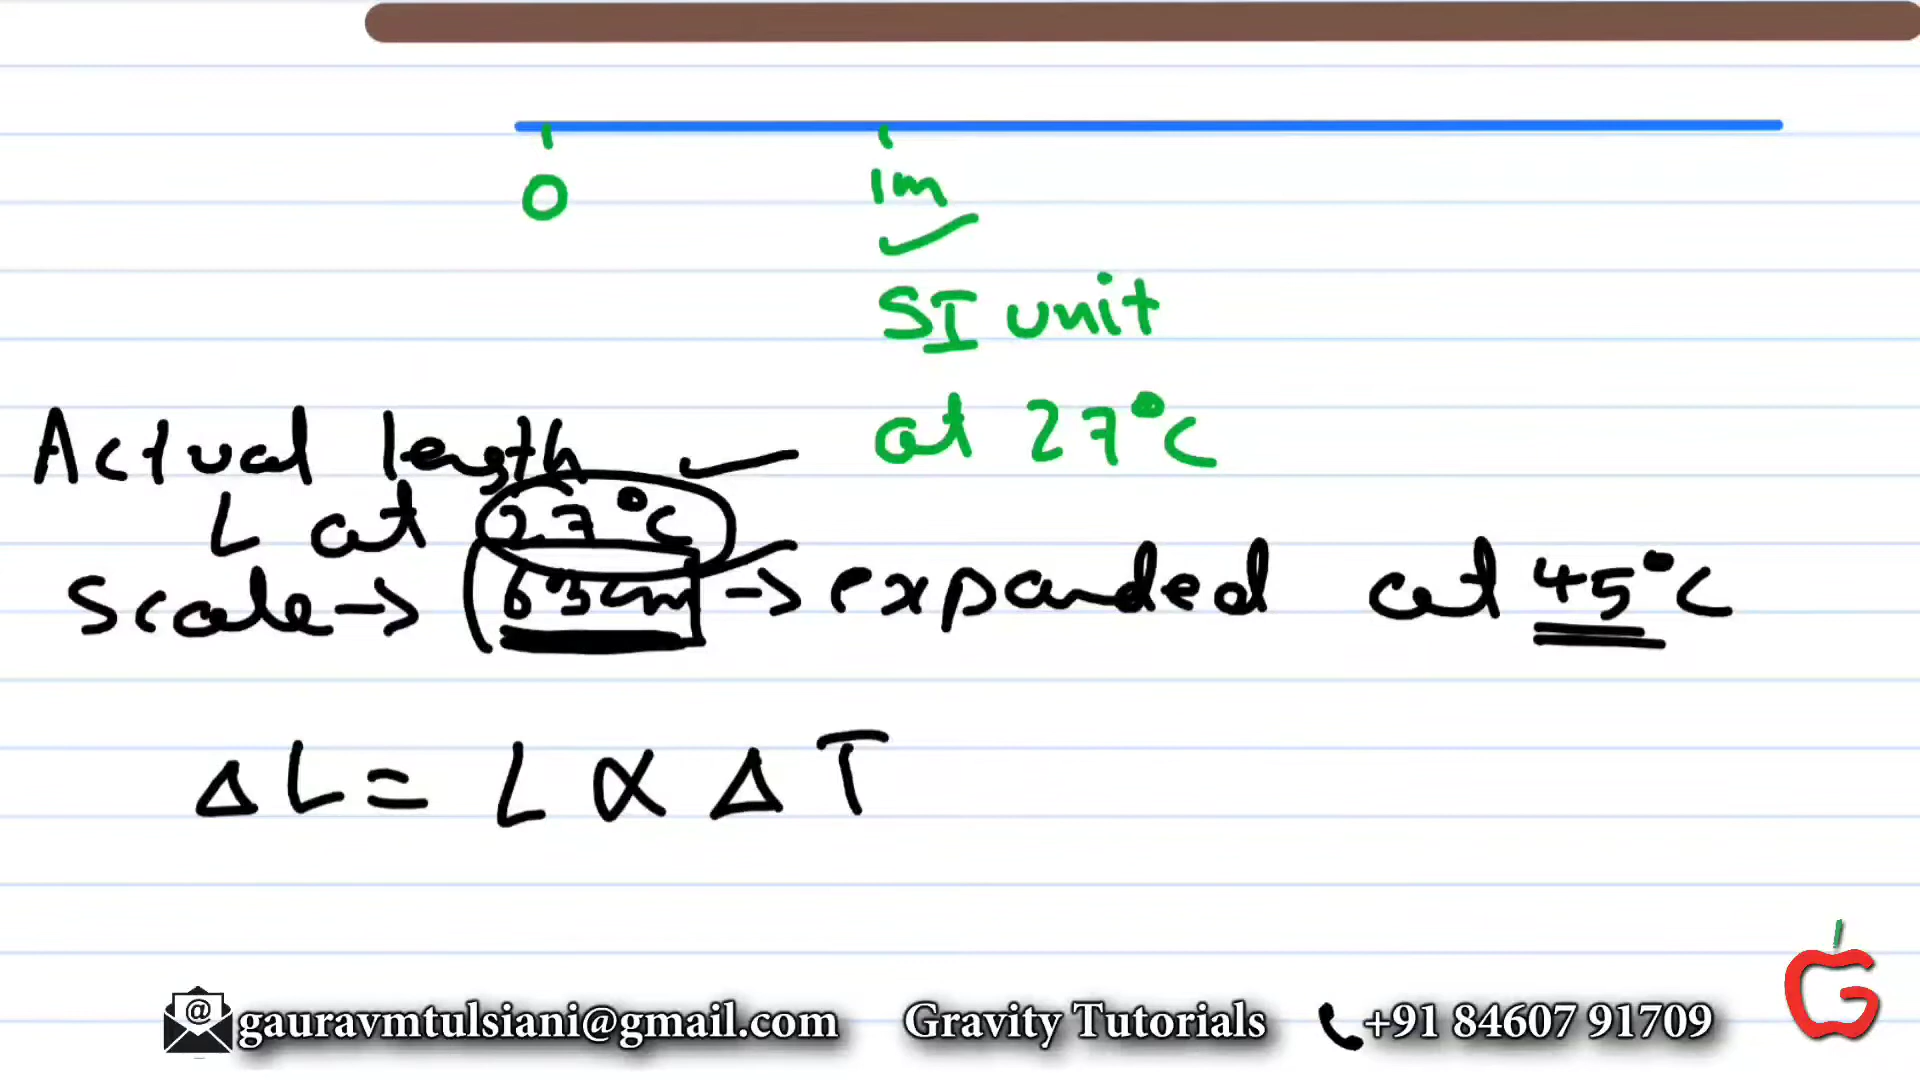 0 1m
SI unit
at 27°C
Actual length
L at 27°C
Scale → 63cm → expanded at 45°C
ΔL = L α ΔT
gauravmtulsiani@gmail.com Gravity Tutorials +91 84607 91709